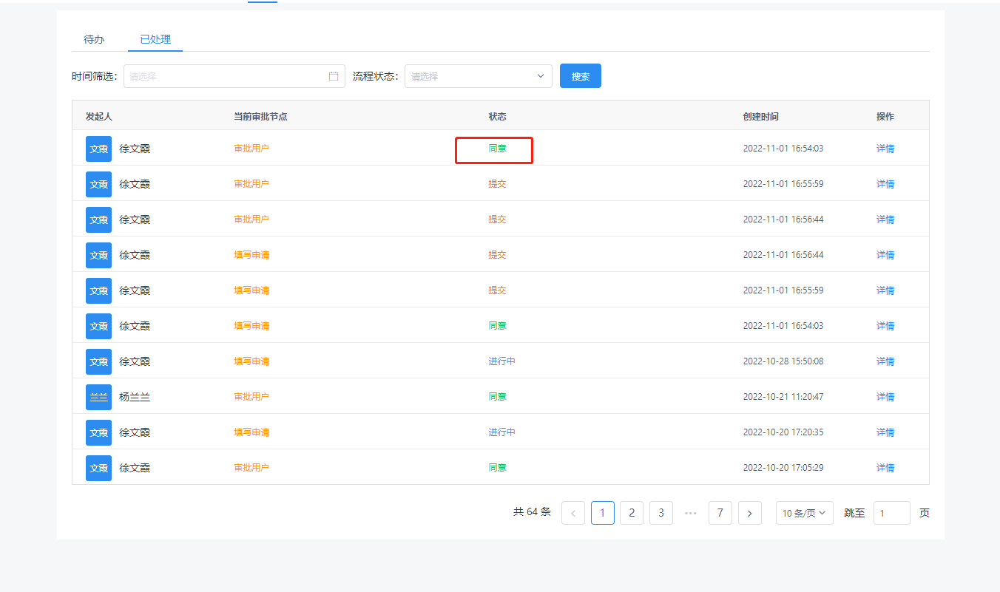 待办 已处理
时间筛选: 请选择 流程状态: 请选择 搜索
发起人 当前审批节点 状态 创建时间 操作
文霞 徐文霞 审批用户 同意 2022-11-01 16:54:03 详情
文霞 徐文霞 审批用户 提交 2022-11-01 16:55:59 详情
文霞 徐文霞 审批用户 提交 2022-11-01 16:56:44 详情
文霞 徐文霞 填写申请 提交 2022-11-01 16:56:44 详情
文霞 徐文霞 填写申请 提交 2022-11-01 16:55:59 详情
文霞 徐文霞 填写申请 同意 2022-11-01 16:54:03 详情
文霞 徐文霞 填写申请 进行中 2022-10-28 15:50:08 详情
兰兰 杨兰兰 审批用户 同意 2022-10-21 11:20:47 详情
文霞 徐文霞 填写申请 进行中 2022-10-20 17:20:35 详情
文霞 徐文霞 审批用户 同意 2022-10-20 17:05:29 详情
共 64 条 < 1 2 3 ••• 7 > 10 条/页 跳至 1 页